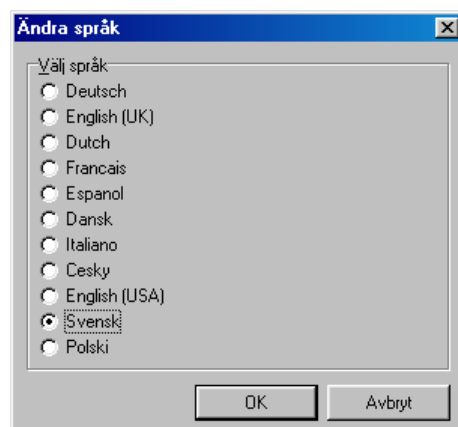 Ändra språk
Välj språk
Deutsch
English (UK)
Dutch
Francais
Espanol
Dansk
Italiano
Cesky
English (USA)
Svensk
Polski
OK
Avbryt